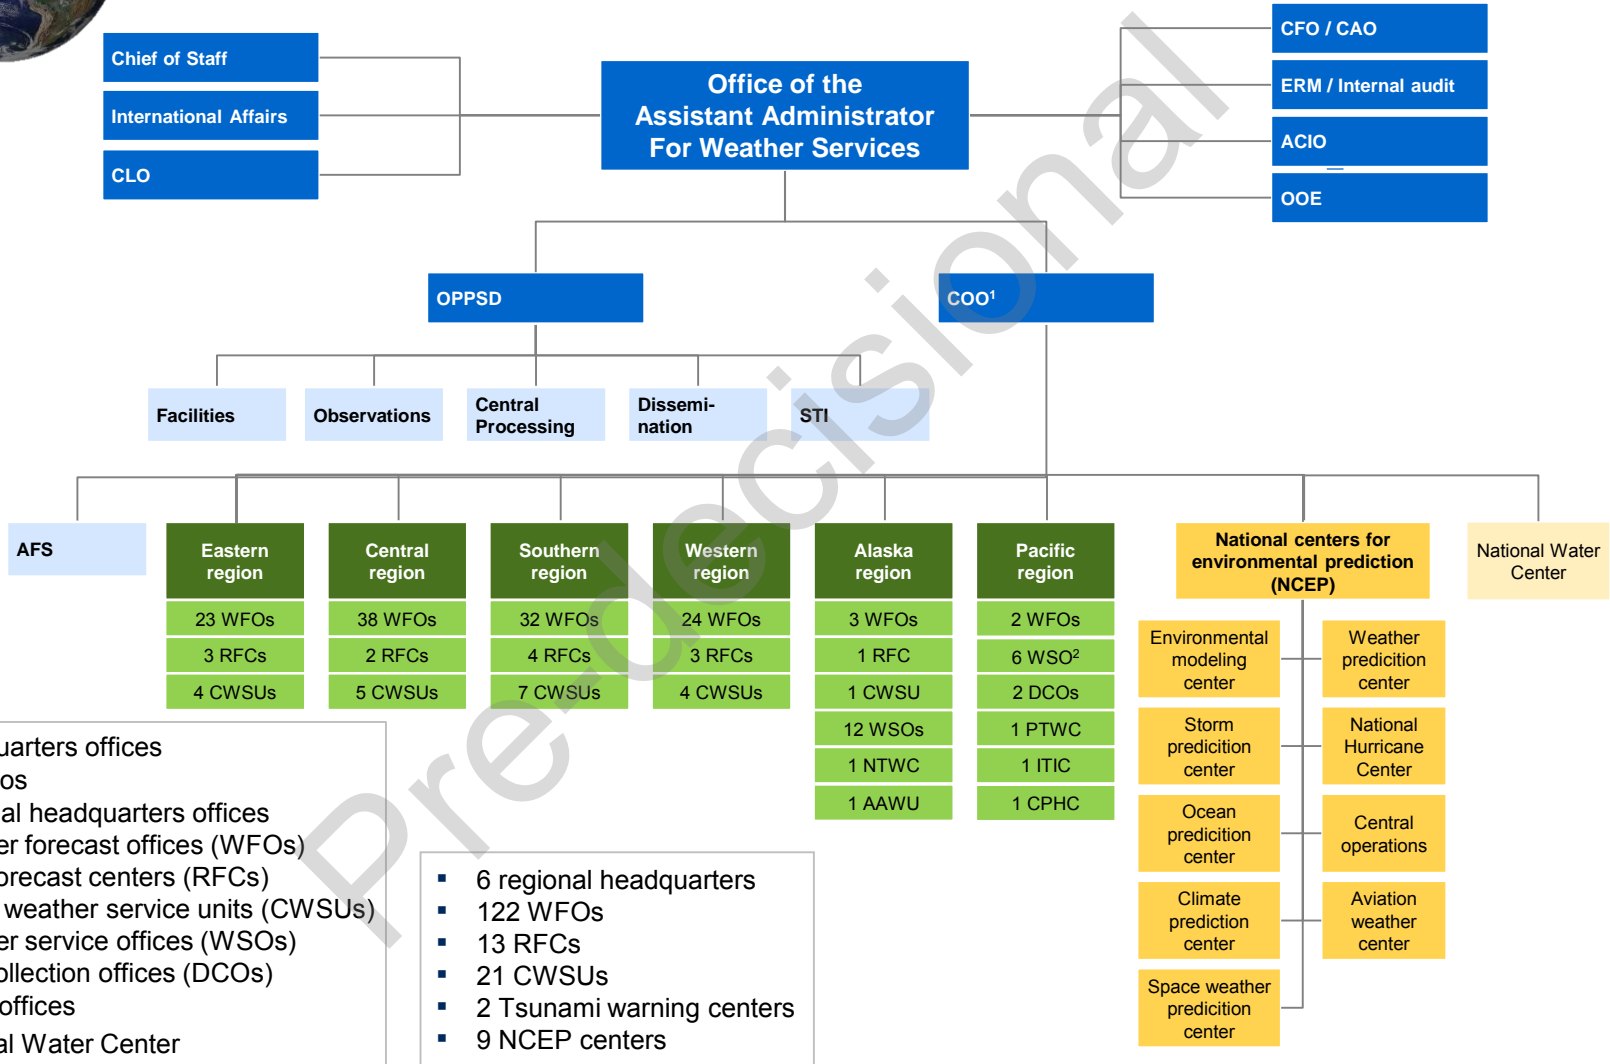 Chief of Staff
International Affairs
CLO
Office of the
Assistant Administrator
For Weather Services
CFO / CAO
ERM / Internal audit
ACIO
OOE
OPPSD
COO¹
Facilities
Observations
Central
Processing
Dissemi-
nation
STI
AFS
Eastern
region
23 WFOs
3 RFCs
4 CWSUs
Central
region
38 WFOs
2 RFCs
5 CWSUs
Southern
region
32 WFOs
4 RFCs
7 CWSUs
Western
region
24 WFOs
3 RFCs
4 CWSUs
Alaska
region
3 WFOs
1 RFC
1 CWSU
12 WSOs
1 NTWC
1 AAWU
Pacific
region
2 WFOs
6 WSO²
2 DCOs
1 PTWC
1 ITIC
1 CPHC
National centers for
environmental prediction
(NCEP)
Environmental
modeling
center
Weather
predicition
center
Storm
predicition
center
National
Hurricane
Center
Ocean
predicition
center
Central
operations
Climate
prediction
center
Aviation
weather
center
Space weather
predicition
center
National Water
Center
uarters offices
os
al headquarters offices
er forecast offices (WFOs)
orecast centers (RFCs)
weather service units (CWSUs)
er service offices (WSOs)
ollection offices (DCOs)
offices
al Water Center
▪ 6 regional headquarters
▪ 122 WFOs
▪ 13 RFCs
▪ 21 CWSUs
▪ 2 Tsunami warning centers
▪ 9 NCEP centers
Pre-decisional